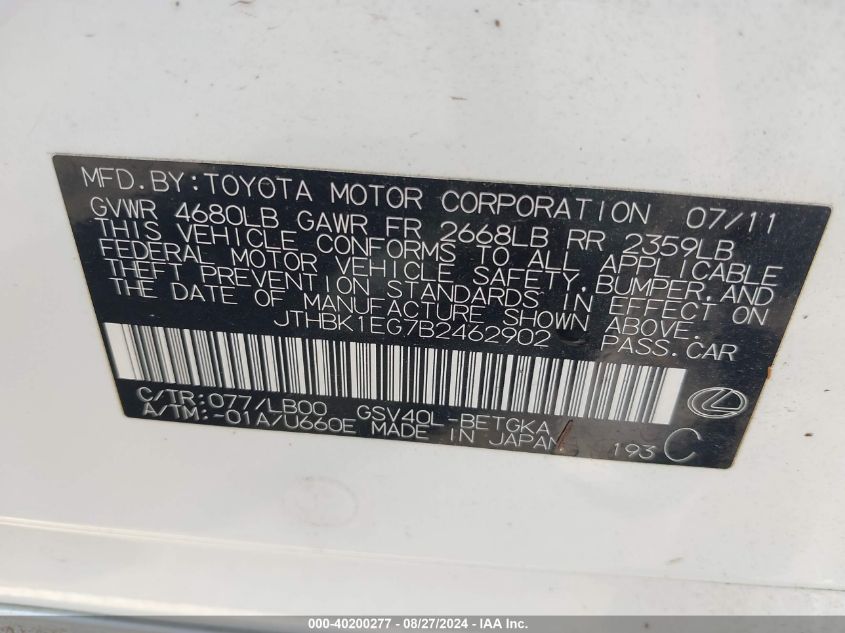 MFD.BY:TOYOTA MOTOR CORPORATION 07/11
GVWR 4680LB GAWR FR 2668LB RR 2359LB
THIS VEHICLE CONFORMS TO ALL APPLICABLE
FEDERAL MOTOR VEHICLE SAFETY,BUMPER,AND
THEFT PREVENTION STANDARDS IN EFFECT ON
THE DATE OF MANUFACTURE SHOWN ABOVE.
JTHBK1EG7B2462902 PASS.CAR
C/TR:077/LB00 GSV40L-BETGKA
A/TM:-01A/U660E MADE IN JAPAN 193 C
000-40200277 - 08/27/2024 - IAA Inc.